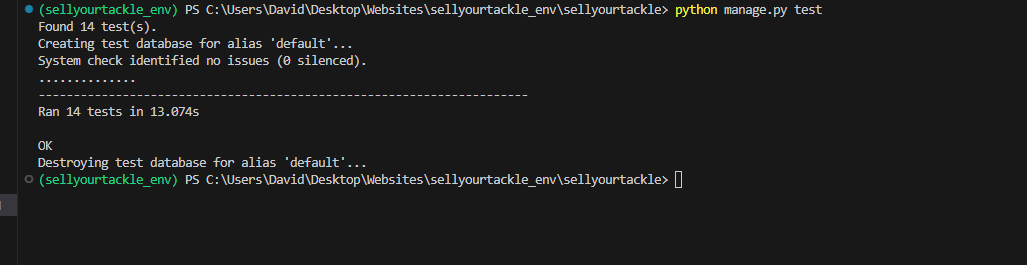 (sellyourtackle_env) PS C:\Users\David\Desktop\Websites\sellyourtackle_env\sellyourtackle> python manage.py test
Found 14 test(s).
Creating test database for alias 'default'...
System check identified no issues (0 silenced).
..............
----------------------------------------------------------------------
Ran 14 tests in 13.074s
OK
Destroying test database for alias 'default'...
(sellyourtackle_env) PS C:\Users\David\Desktop\Websites\sellyourtackle_env\sellyourtackle>